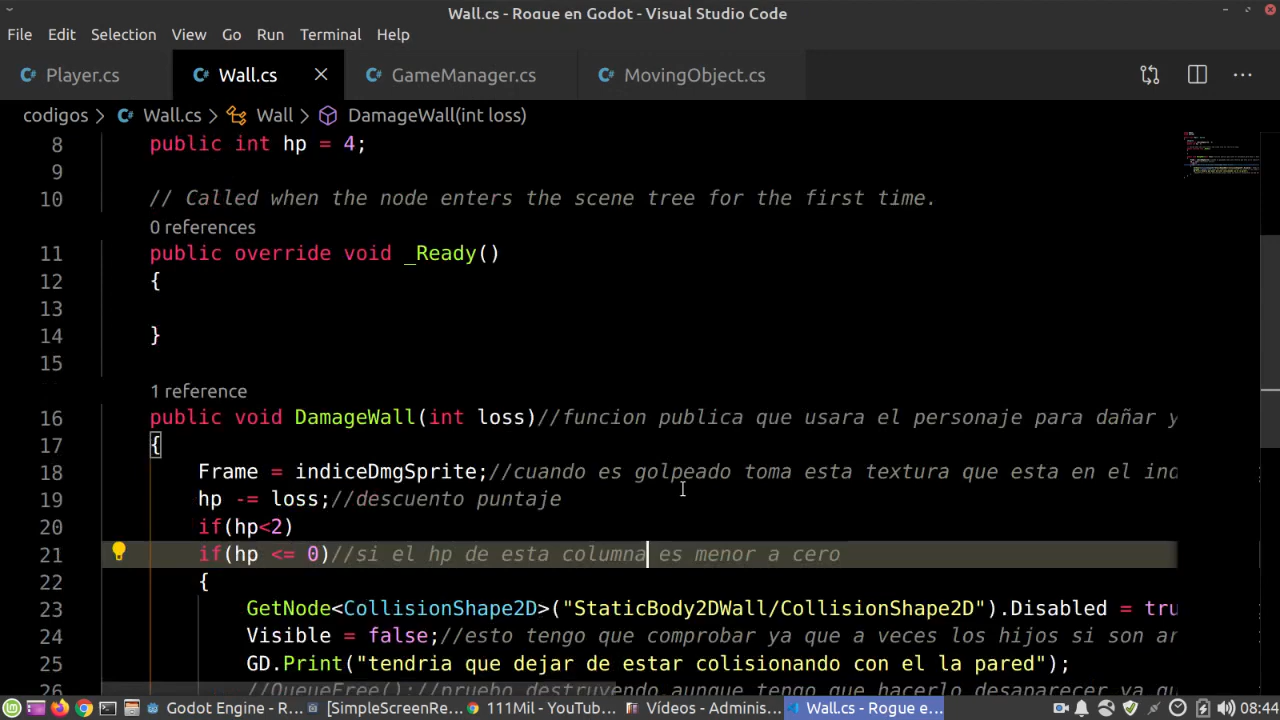 Wall.cs - Rogue en Godot - Visual Studio Code
File Edit Selection View Go Run Terminal Help
Player.cs Wall.cs GameManager.cs MovingObject.cs
codigos > Wall.cs > Wall > DamageWall(int loss)
8 public int hp = 4;
9
10 // Called when the node enters the scene tree for the first time.
0 references
11 public override void _Ready()
12 {
13
14 }
15
1 reference
16 public void DamageWall(int loss)//funcion publica que usara el personaje para dañar y
17 {
18 Frame = indiceDmgSprite;//cuando es golpeado toma esta textura que esta en el ind
19 hp -= loss;//descuento puntaje
20 if(hp<2)
21 if(hp <= 0)//si el hp de esta columna es menor a cero
22 {
23 GetNode<CollisionShape2D>("StaticBody2DWall/CollisionShape2D").Disabled = tru
24 Visible = false;//esto tengo que comprobar ya que a veces los hijos si son ar
25 GD.Print("tendria que dejar de estar colisionando con el la pared");
26 //QueueFree();//pruebo destruyendo aunque tengo que hacerlo desaparecer ya qu
Godot Engine - R... [SimpleScreenRe... 111Mil - YouTub... Vídeos - Adminis... Wall.cs - Rogue e... 08:44